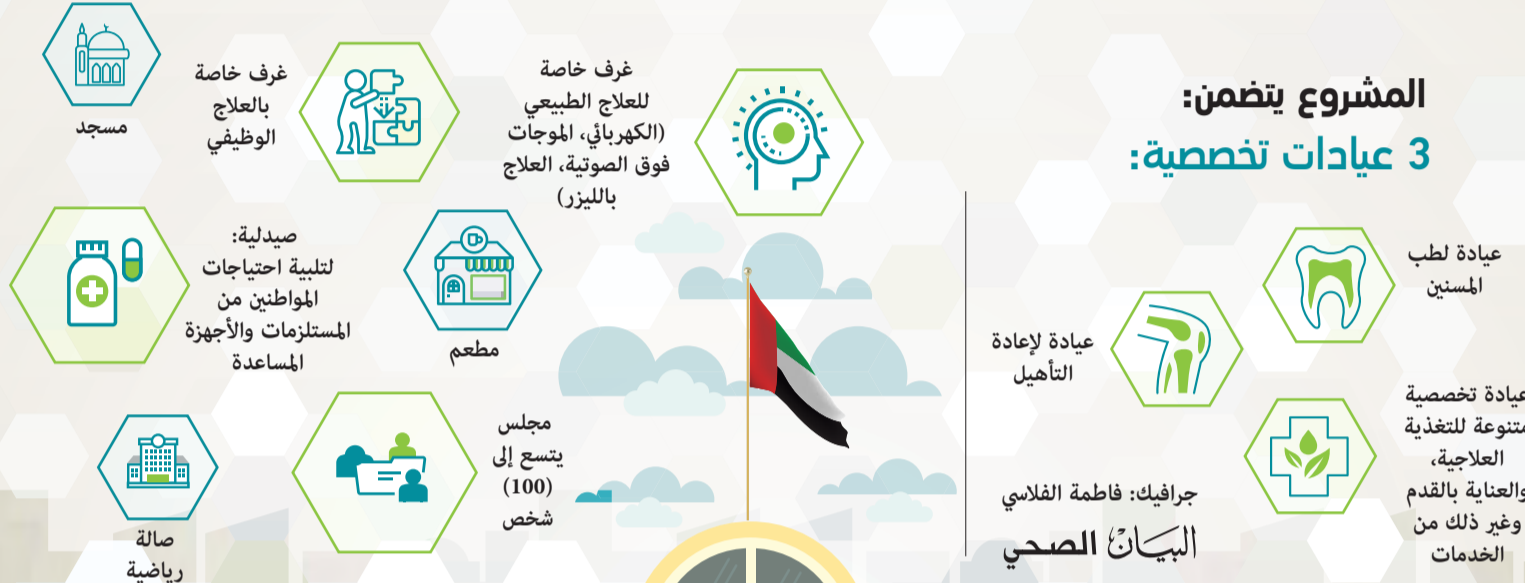 المشروع يتضمن:
3 عيادات تخصصية:
عيادة لطب
المسنين
عيادة لإعادة
التأهيل
عيادة تخصصية
متنوعة للتغذية
العلاجية،
والعناية بالقدم
وغير ذلك من
الخدمات
جرافيك: فاطمة الفلاسي
البيان الصحي
غرف خاصة
للعلاج الطبيعي
(الكهربائي، الموجات
فوق الصوتية، العلاج
بالليزر)
غرف خاصة
بالعلاج
الوظيفي
مسجد
مطعم
صيدلية:
لتلبية احتياجات
المواطنين من
المستلزمات والأجهزة
المساعدة
مجلس
يتسع إلى
(100)
شخص
صالة
رياضية